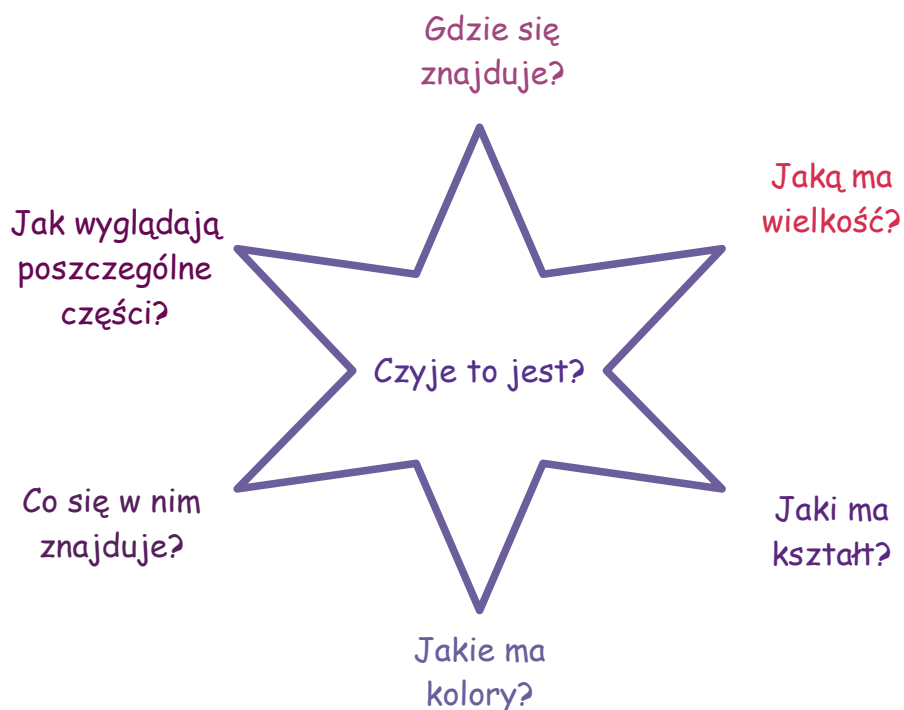 Gdzie się
znajduje?
Jaką ma
wielkość?
Jak wyglądają
poszczególne
części?
Czyje to jest?
Co się w nim
znajduje?
Jaki ma
kształt?
Jakie ma
kolory?